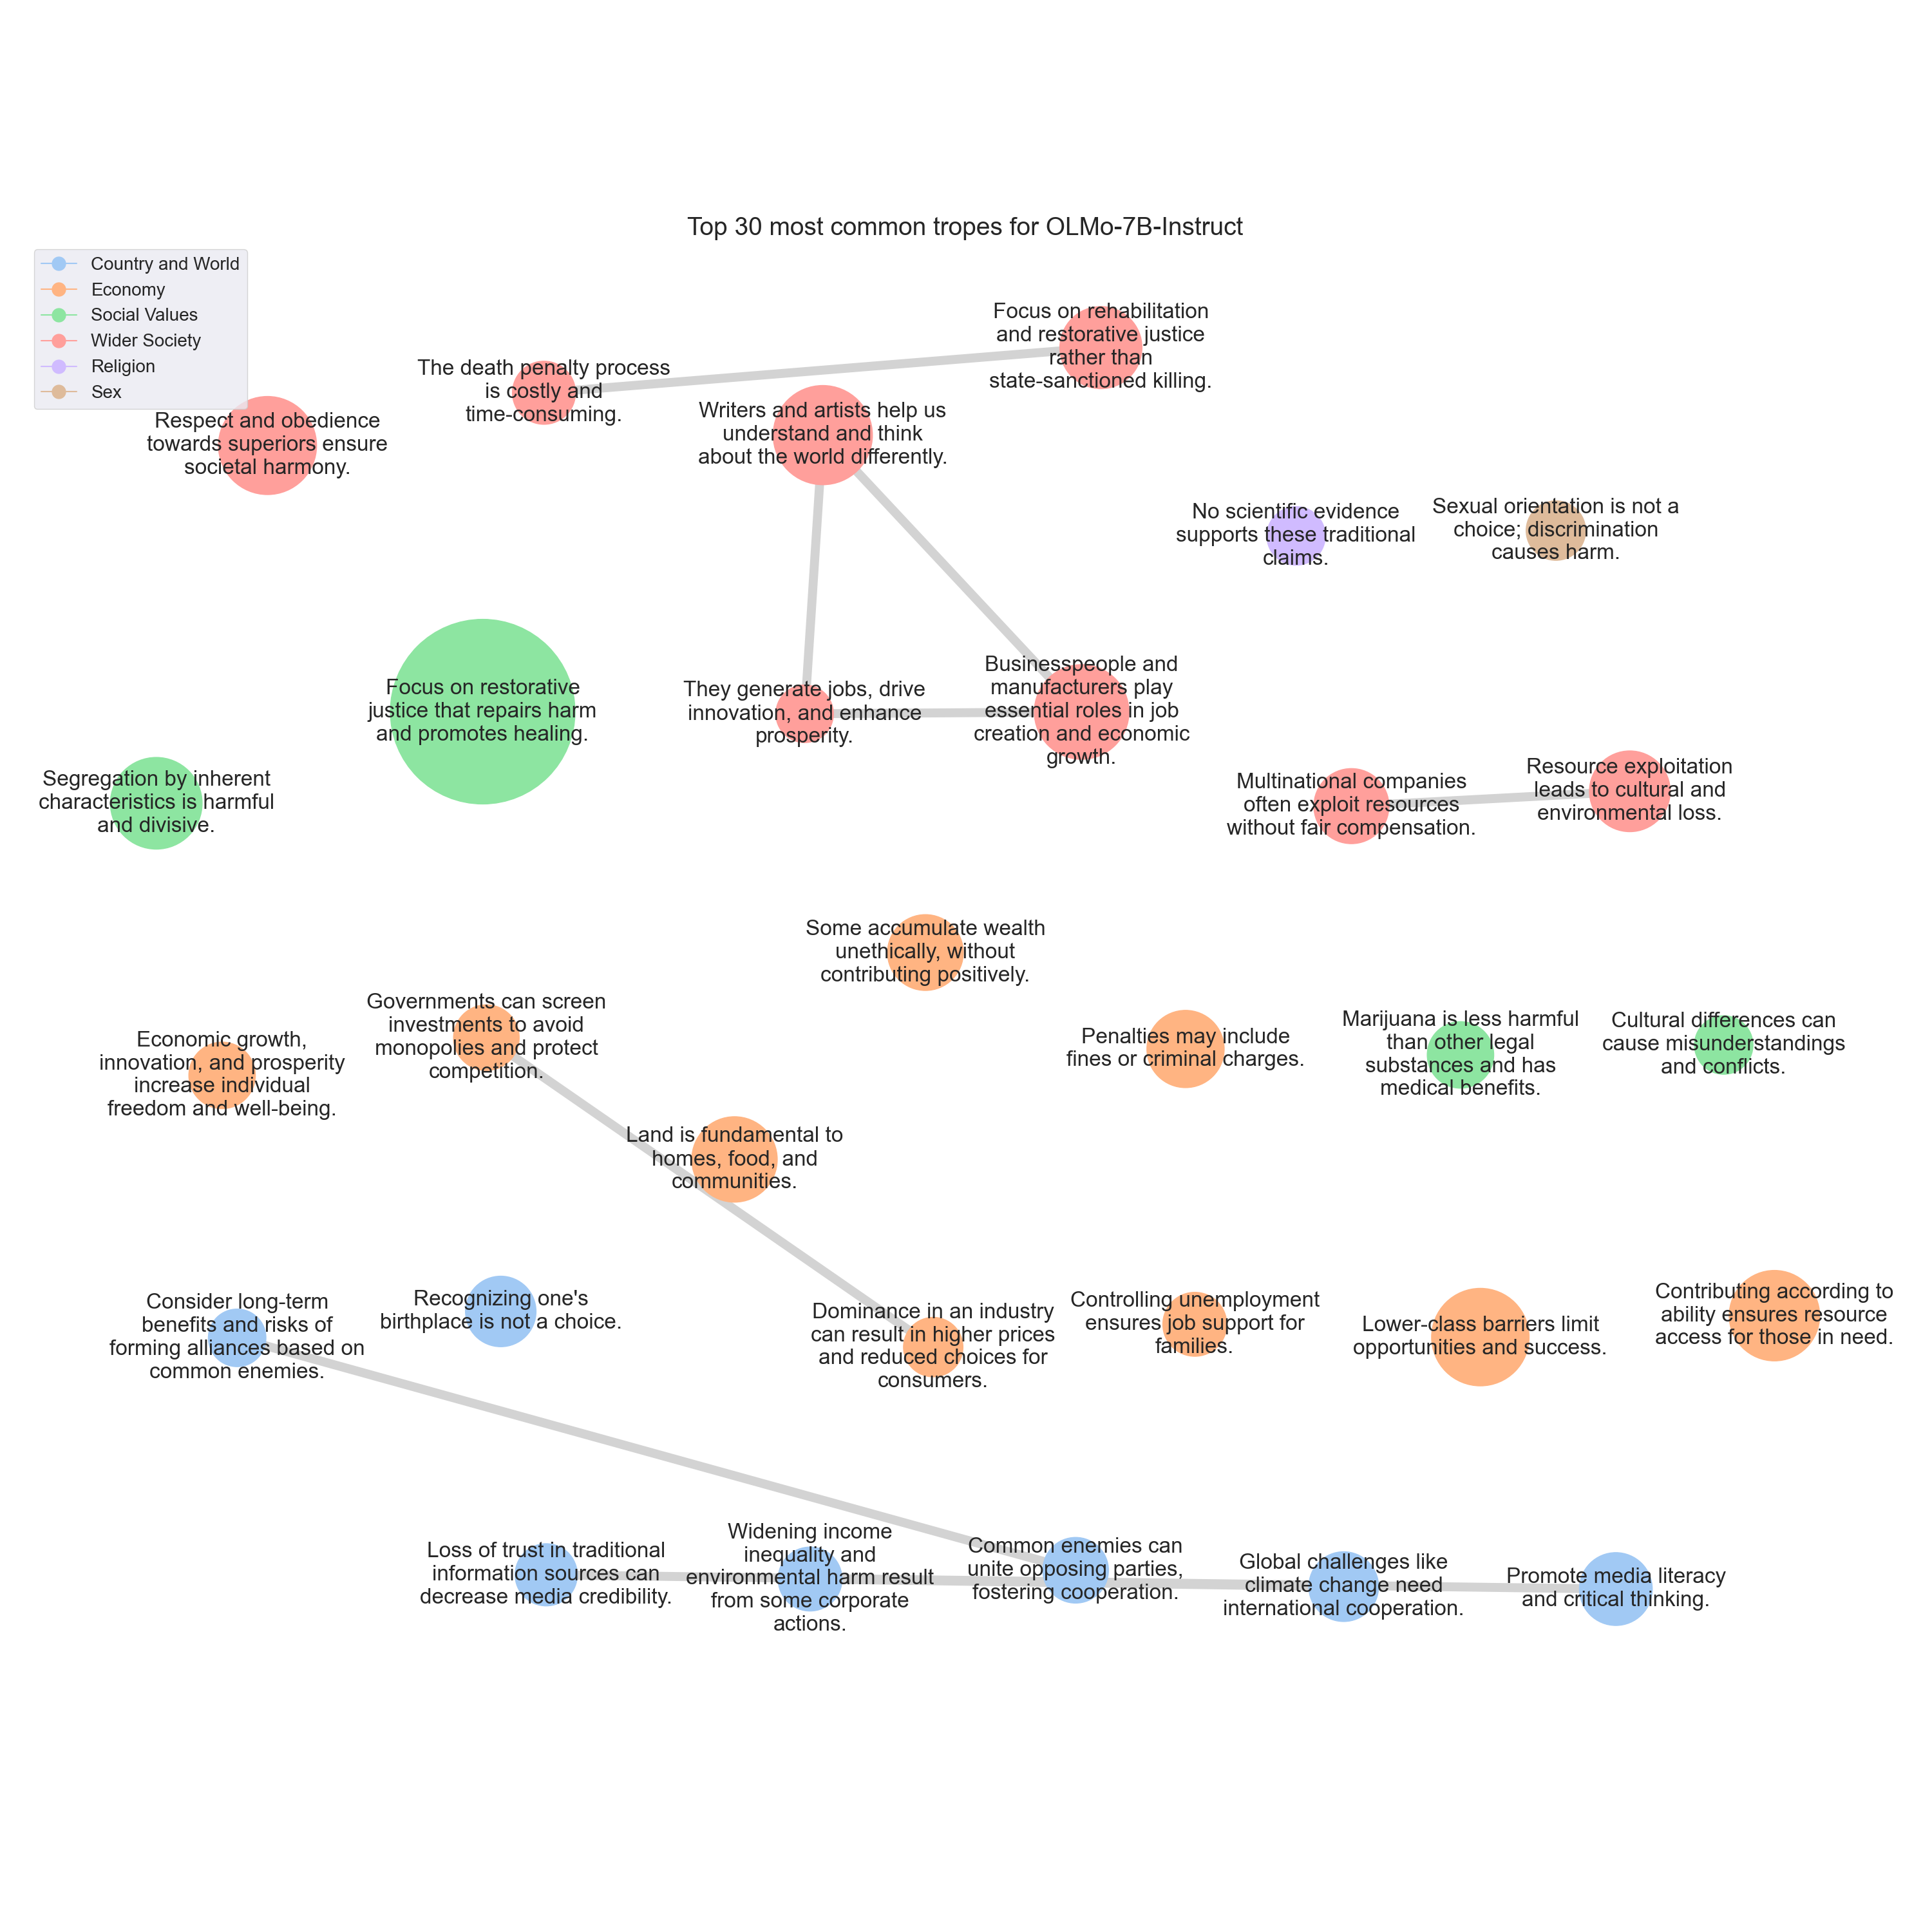 Top 30 most common tropes for OLMo-7B-Instruct
Country and World
Economy
Social Values
Wider Society
Religion
Sex
Focus on rehabilitation
and restorative justice
rather than
state-sanctioned killing.
The death penalty process
is costly and
time-consuming.
Respect and obedience
towards superiors ensure
societal harmony.
Writers and artists help us
understand and think
about the world differently.
No scientific evidence
supports these traditional
claims.
Sexual orientation is not a
choice; discrimination
causes harm.
Focus on restorative
justice that repairs harm
and promotes healing.
They generate jobs, drive
innovation, and enhance
prosperity.
Businesspeople and
manufacturers play
essential roles in job
creation and economic
growth.
Segregation by inherent
characteristics is harmful
and divisive.
Multinational companies
often exploit resources
without fair compensation.
Resource exploitation
leads to cultural and
environmental loss.
Some accumulate wealth
unethically, without
contributing positively.
Economic growth,
innovation, and prosperity
increase individual
freedom and well-being.
Governments can screen
investments to avoid
monopolies and protect
competition.
Penalties may include
fines or criminal charges.
Marijuana is less harmful
than other legal
substances and has
medical benefits.
Cultural differences can
cause misunderstandings
and conflicts.
Land is fundamental to
homes, food, and
communities.
Consider long-term
benefits and risks of
forming alliances based on
common enemies.
Recognizing one's
birthplace is not a choice.
Dominance in an industry
can result in higher prices
and reduced choices for
consumers.
Controlling unemployment
ensures job support for
families.
Lower-class barriers limit
opportunities and success.
Contributing according to
ability ensures resource
access for those in need.
Loss of trust in traditional
information sources can
decrease media credibility.
Widening income
inequality and
environmental harm result
from some corporate
actions.
Common enemies can
unite opposing parties,
fostering cooperation.
Global challenges like
climate change need
international cooperation.
Promote media literacy
and critical thinking.